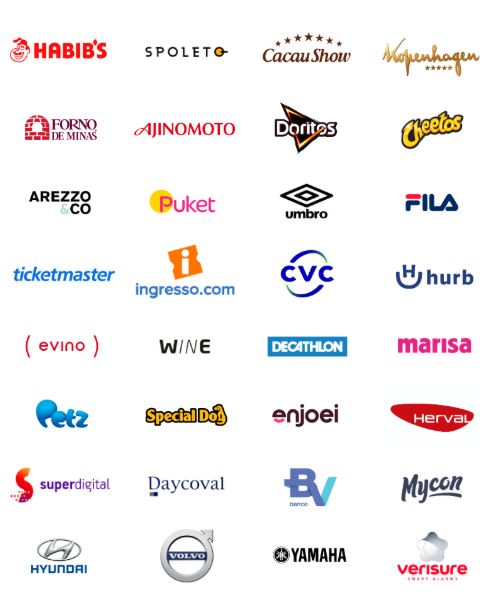 HABIB'S
SPOLETO
Cacau Show
Kopenhagen
FORNO
DE MINAS
AJINOMOTO
Doritos
Cheetos
AREZZO
&CO
Puket
umbro
FILA
ticketmaster
ingresso.com
cvc
H hurb
( evino )
WINE
DECATHLON
marisa
Petz
Special Dog
enjoei
Herval
superdigital
Daycoval
BV
banco
Mycon
HYUNDAI
VOLVO
YAMAHA
verisure
SMART ALARMS